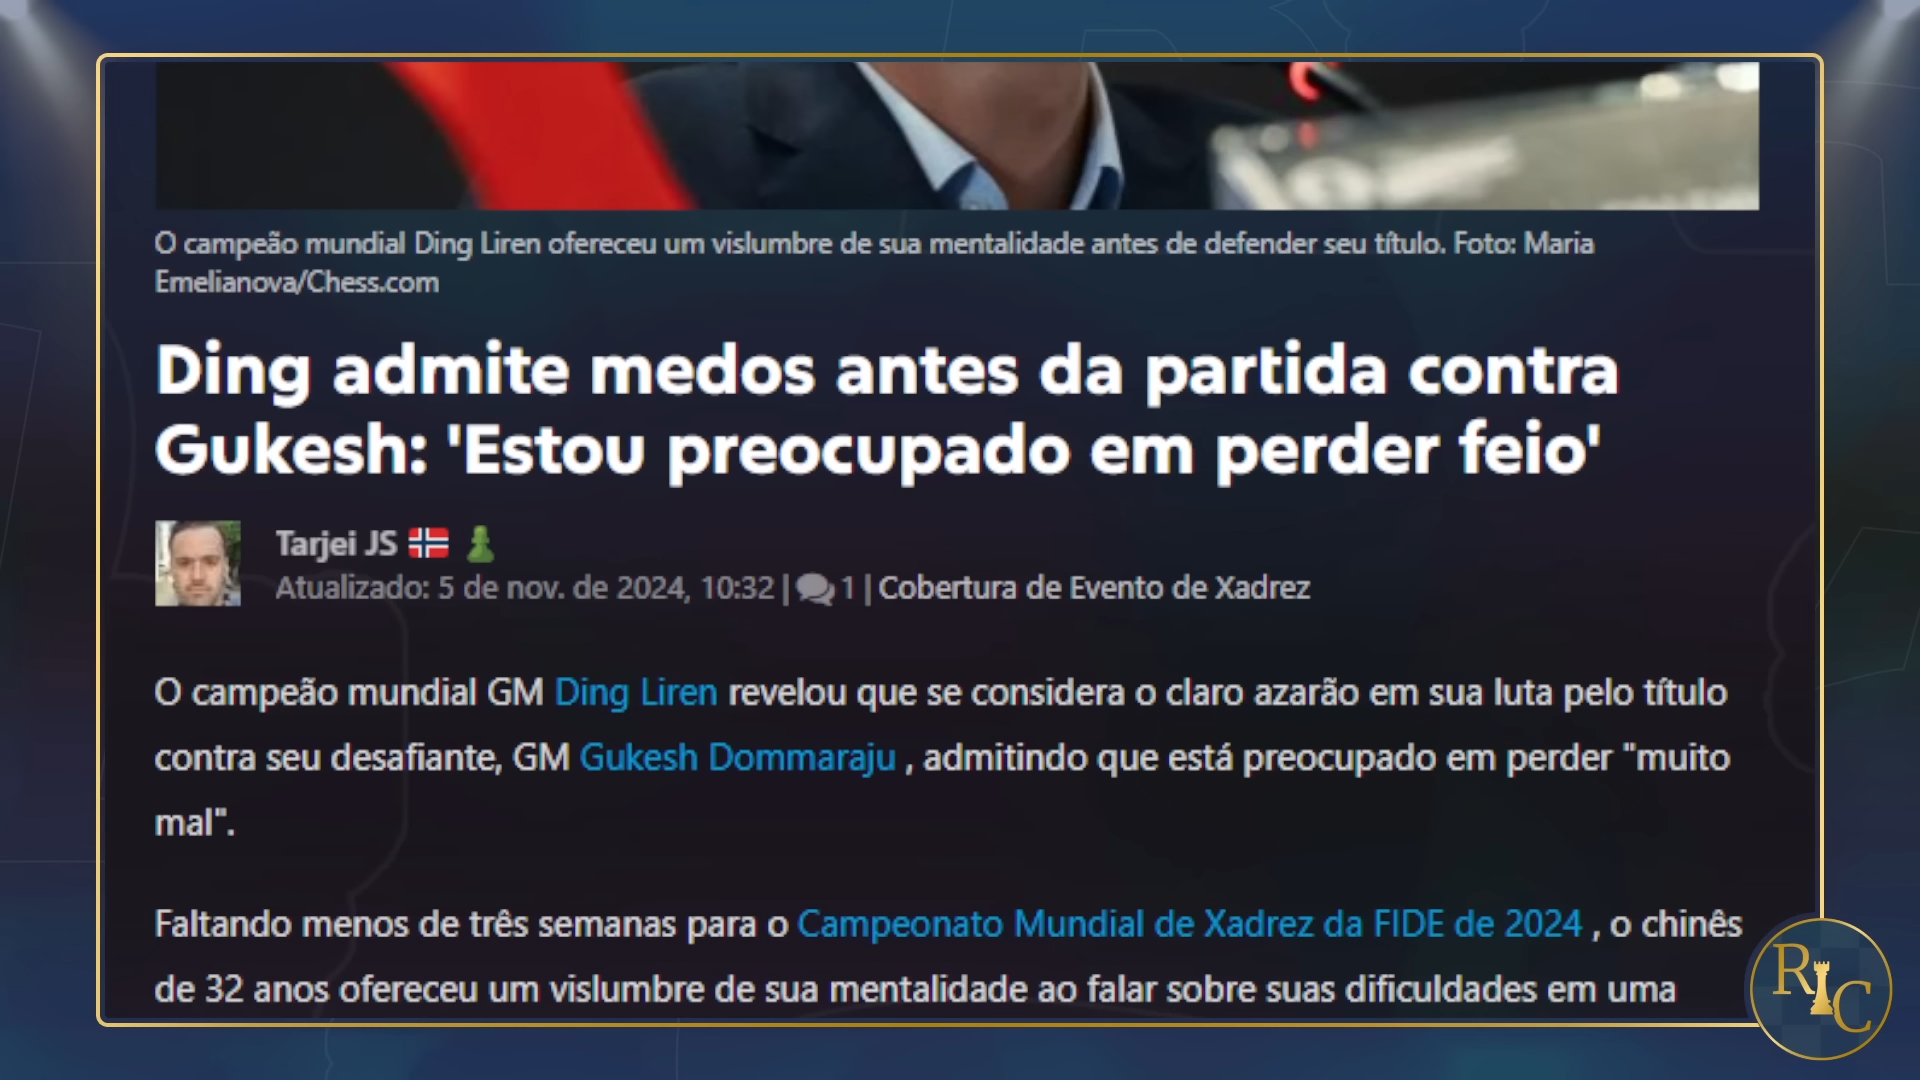 O campeão mundial Ding Liren ofereceu um vislumbre de sua mentalidade antes de defender seu título. Foto: Maria
Emelianova/Chess.com
Ding admite medos antes da partida contra
Gukesh: 'Estou preocupado em perder feio'
Tarjei JS
Atualizado: 5 de nov. de 2024, 10:32 | 1 | Cobertura de Evento de Xadrez
O campeão mundial GM Ding Liren revelou que se considera o claro azarão em sua luta pelo título
contra seu desafiante, GM Gukesh Dommaraju , admitindo que está preocupado em perder "muito
mal".
Faltando menos de três semanas para o Campeonato Mundial de Xadrez da FIDE de 2024 , o chinês
de 32 anos ofereceu um vislumbre de sua mentalidade ao falar sobre suas dificuldades em uma
R C